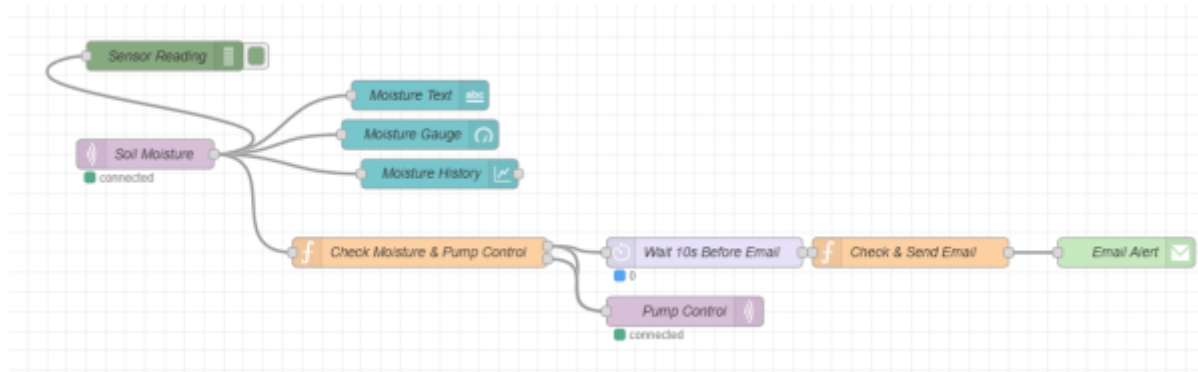 Sensor Reading
Moisture Text
abc
Moisture Gauge
Soil Moisture
Moisture History
connected
Check Moisture & Pump Control
Wait 10s Before Email
Check & Send Email
Email Alert
0
Pump Control
connected